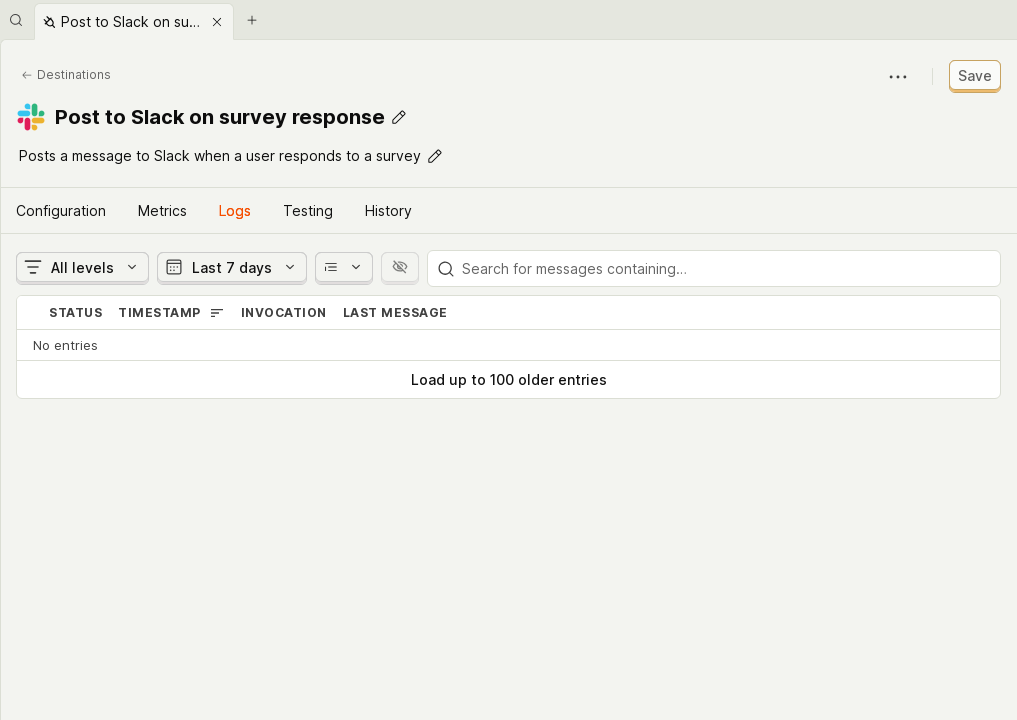 Post to Slack on su...
Destinations
Save
Post to Slack on survey response
Posts a message to Slack when a user responds to a survey
Configuration Metrics Logs Testing History
All levels Last 7 days Search for messages containing...
STATUS TIMESTAMP INVOCATION LAST MESSAGE
No entries
Load up to 100 older entries